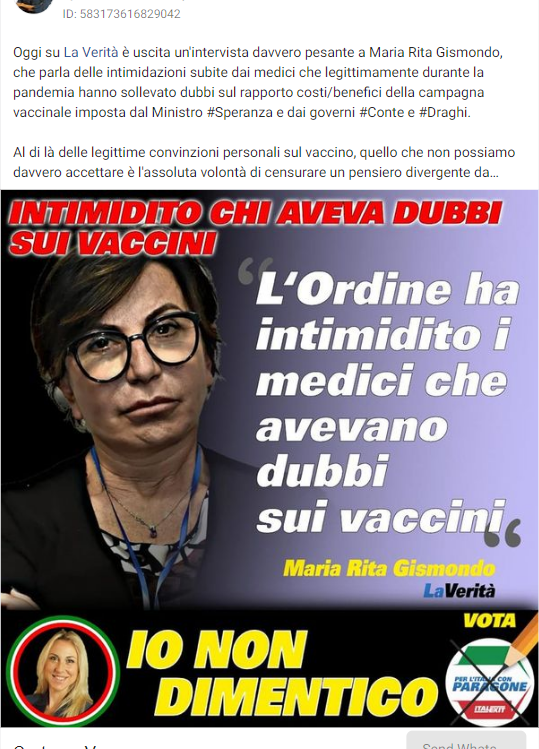 ID: 583173616829042
Oggi su La Verità è uscita un'intervista davvero pesante a Maria Rita Gismondo,
che parla delle intimidazioni subite dai medici che legittimamente durante la
pandemia hanno sollevato dubbi sul rapporto costi/benefici della campagna
vaccinale imposta dal Ministro #Speranza e dai governi #Conte e #Draghi.
Al di là delle legittime convinzioni personali sul vaccino, quello che non possiamo
davvero accettare è l'assoluta volontà di censurare un pensiero divergente da...
INTIMIDITO CHI AVEVA DUBBI
SUI VACCINI
“L'Ordine ha
intimidito i
medici che
avevano
dubbi
sui vaccini“
Maria Rita Gismondo
LaVerità
VOTA
IO NON
DIMENTICO
PER L'ITALIA CON
PARAGONE
ITALEXIT